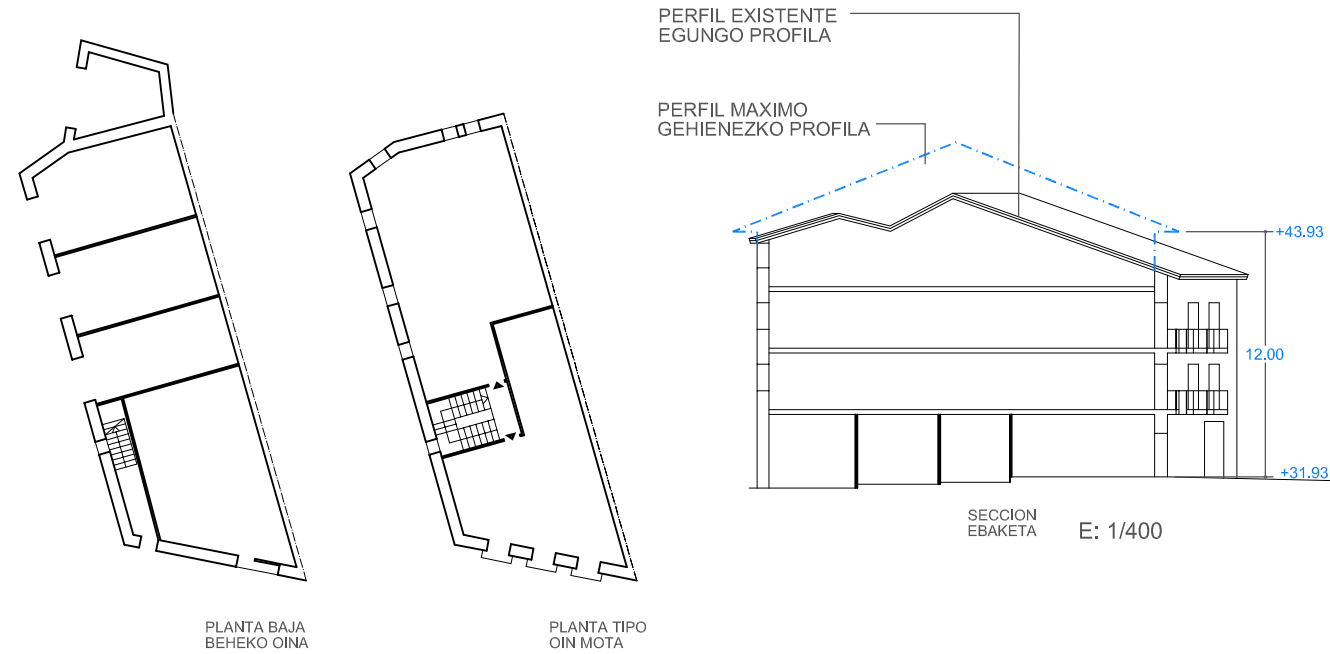 PERFIL EXISTENTE
EGUNGO PROFILA
PERFIL MAXIMO
GEHIENEZKO PROFILA
+43.93
12.00
+31.93
SECCION
EBAKETA
E: 1/400
PLANTA BAJA
BEHEKO OINA
PLANTA TIPO
OIN MOTA